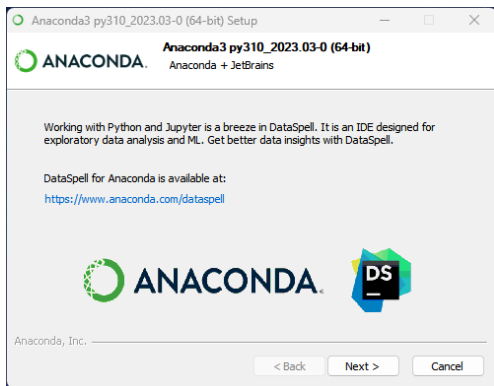 Anaconda3 py310_2023.03-0 (64-bit) Setup
ANACONDA.
Anaconda3 py310_2023.03-0 (64-bit)
Anaconda + JetBrains
Working with Python and Jupyter is a breeze in DataSpell. It is an IDE designed for
exploratory data analysis and ML. Get better data insights with DataSpell.
DataSpell for Anaconda is available at:
https://www.anaconda.com/dataspell
ANACONDA.
DS
Anaconda, Inc.
< Back
Next >
Cancel